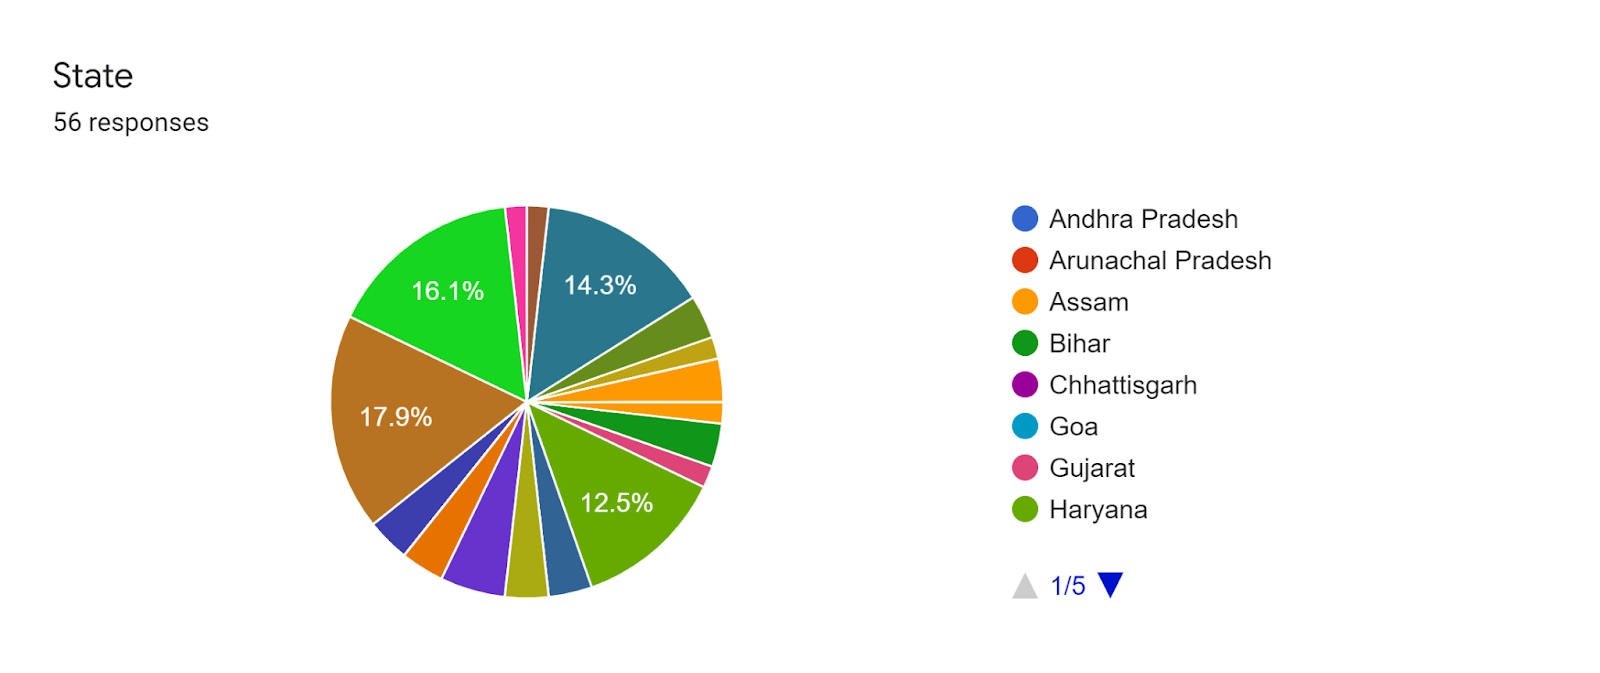 State
56 responses
16.1%
14.3%
17.9%
12.5%
Andhra Pradesh
Arunachal Pradesh
Assam
Bihar
Chhattisgarh
Goa
Gujarat
Haryana
1/5